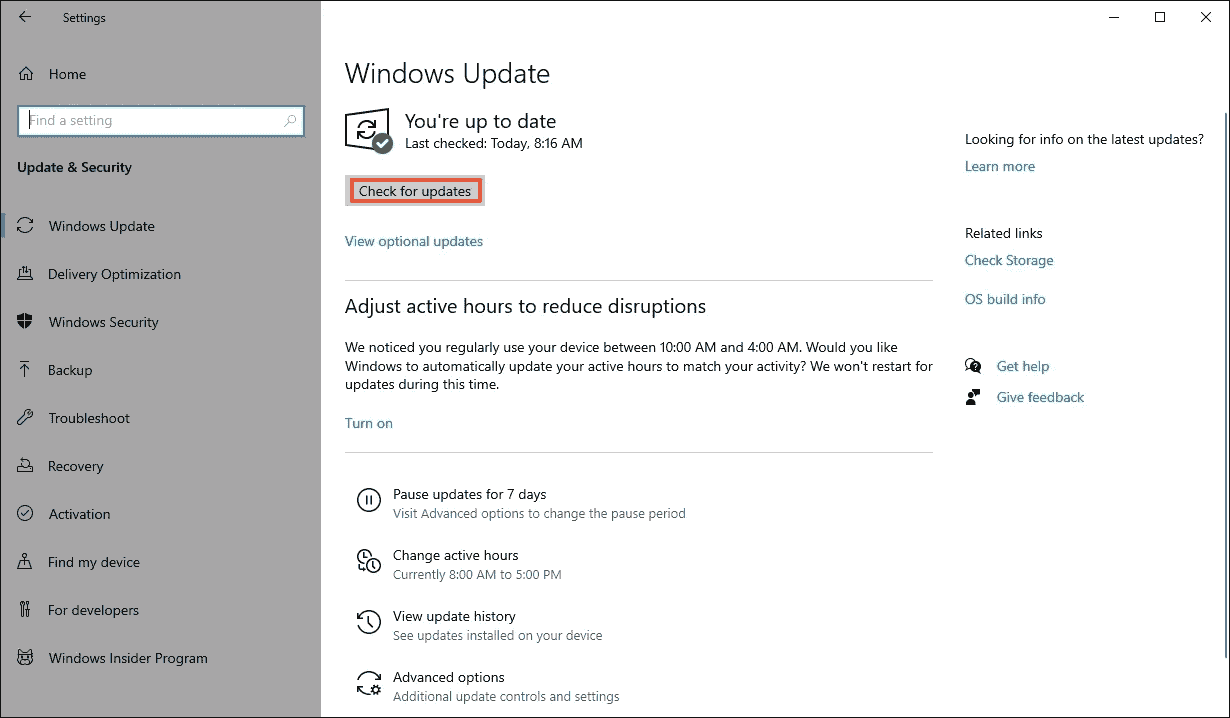 Settings
Home
Find a setting
Update & Security
Windows Update
Delivery Optimization
Windows Security
Backup
Troubleshoot
Recovery
Activation
Find my device
For developers
Windows Insider Program
Windows Update
You're up to date
Last checked: Today, 8:16 AM
Check for updates
View optional updates
Adjust active hours to reduce disruptions
We noticed you regularly use your device between 10:00 AM and 4:00 AM. Would you like
Windows to automatically update your active hours to match your activity? We won't restart for
updates during this time.
Turn on
Pause updates for 7 days
Visit Advanced options to change the pause period
Change active hours
Currently 8:00 AM to 5:00 PM
View update history
See updates installed on your device
Advanced options
Additional update controls and settings
Looking for info on the latest updates?
Learn more
Related links
Check Storage
OS build info
Get help
Give feedback